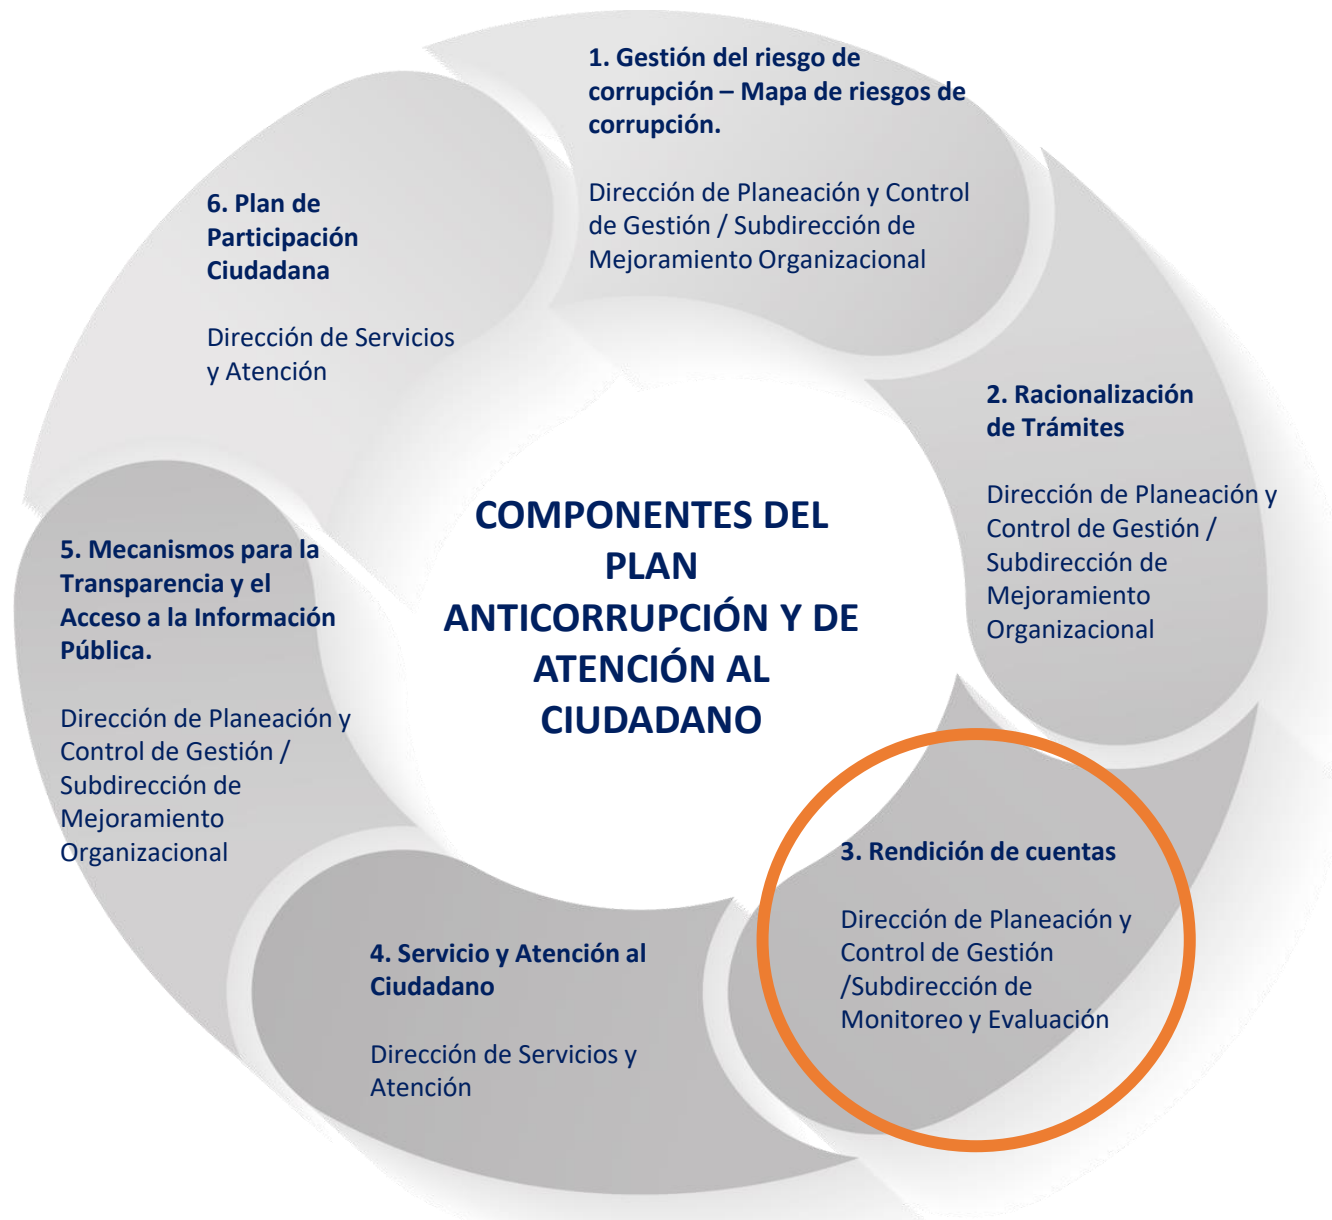 1. Gestión del riesgo de
corrupción – Mapa de riesgos de
corrupción.
Dirección de Planeación y Control
de Gestión / Subdirección de
Mejoramiento Organizacional
2. Racionalización
de Trámites
Dirección de Planeación y
Control de Gestión /
Subdirección de
Mejoramiento
Organizacional
3. Rendición de cuentas
Dirección de Planeación y
Control de Gestión
/Subdirección de
Monitoreo y Evaluación
4. Servicio y Atención al
Ciudadano
Dirección de Servicios y
Atención
5. Mecanismos para la
Transparencia y el
Acceso a la Información
Pública.
Dirección de Planeación y
Control de Gestión /
Subdirección de
Mejoramiento
Organizacional
6. Plan de
Participación
Ciudadana
Dirección de Servicios
y Atención
COMPONENTES DEL
PLAN
ANTICORRUPCIÓN Y DE
ATENCIÓN AL
CIUDADANO